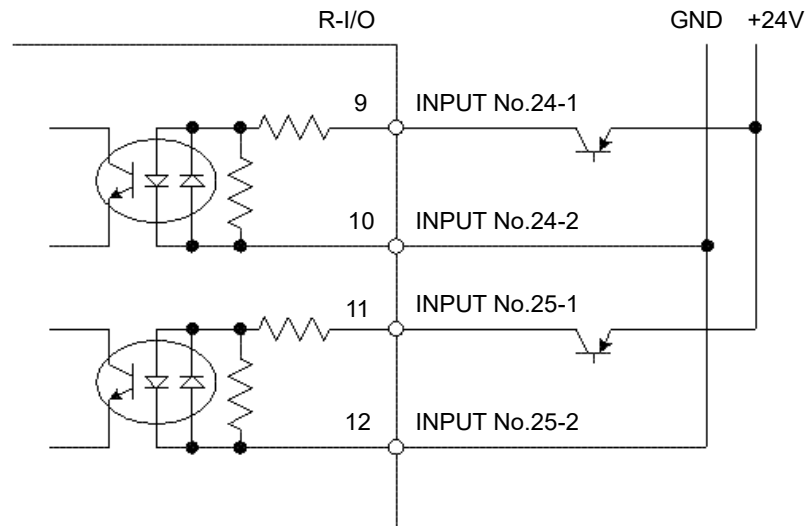 R-I/O
GND +24V
9 INPUT No.24-1
10 INPUT No.24-2
11 INPUT No.25-1
12 INPUT No.25-2